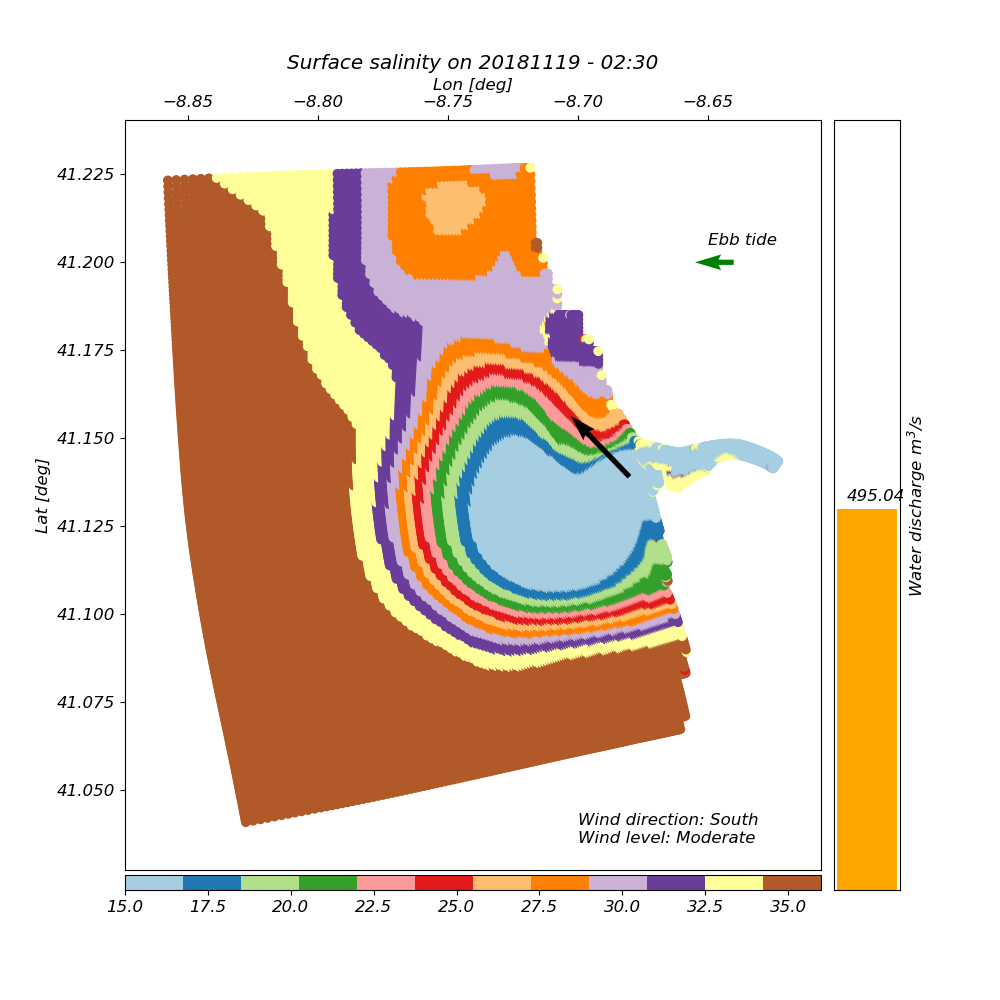 Surface salinity on 20181119 - 02:30
Lon [deg]
−8.85 −8.80 −8.75 −8.70 −8.65
41.225
41.200
41.175
41.150
41.125
41.100
41.075
41.050
Lat [deg]
Ebb tide
Wind direction: South
Wind level: Moderate
15.0 17.5 20.0 22.5 25.0 27.5 30.0 32.5 35.0
495.04
Water discharge m³/s